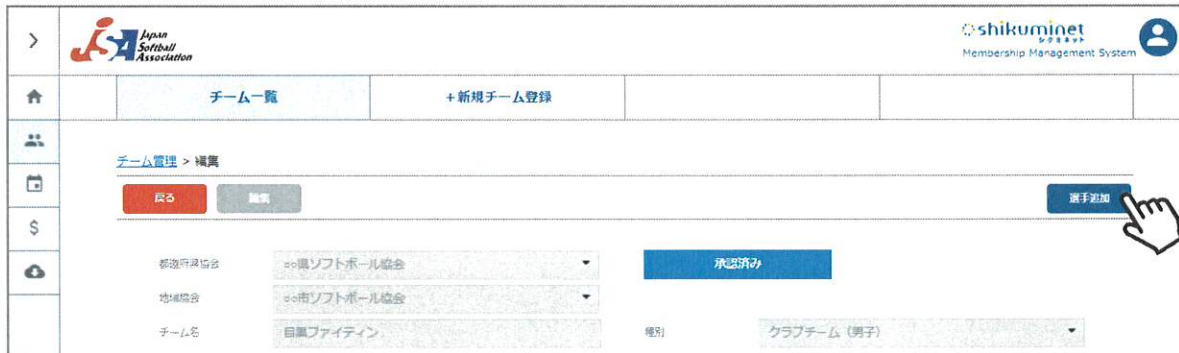 Japan
Softball
Association
shikuminet
シクミネット
Membership Management System
チーム一覧
+新規チーム登録
チーム管理 > 編集
戻る
編集
選手追加
都道府県協会
○○県ソフトボール協会
承認済み
地域協会
○○市ソフトボール協会
チーム名
目黒ファイティン
種別
クラブチーム (男子)